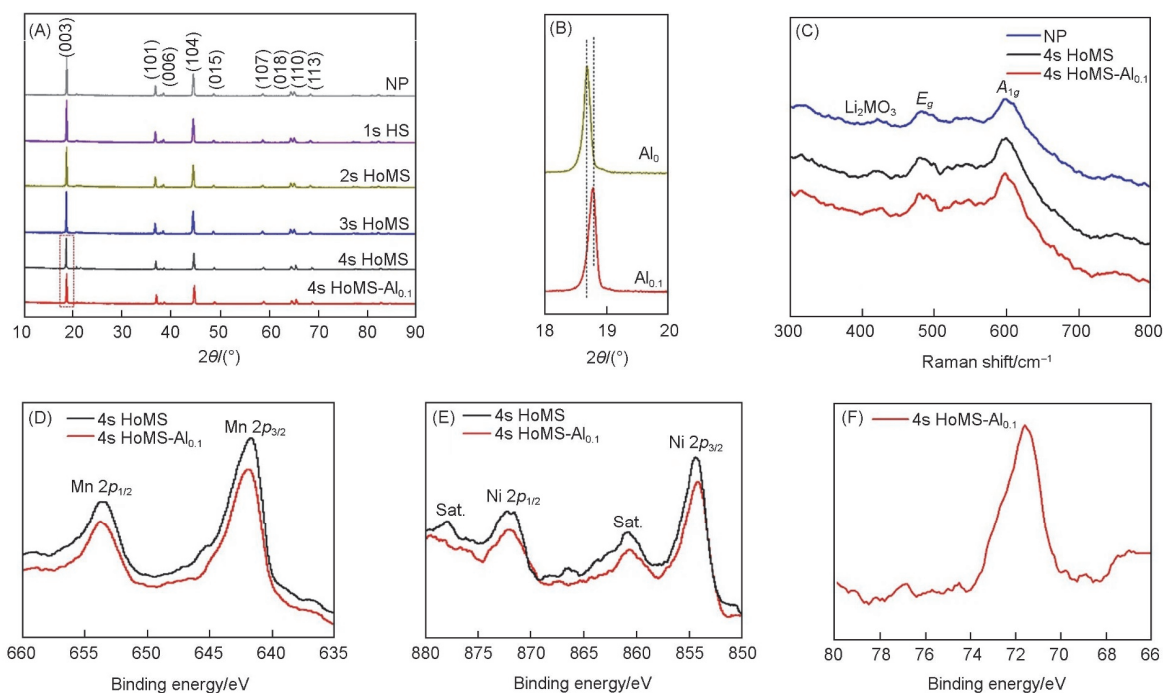 (A)
(003)
(101)
(006)
(104)
(015)
(107)
(018)
(110)
(113)
NP
1s HS
2s HoMS
3s HoMS
4s HoMS
4s HoMS-Al₀.₁
10 20 30 40 50 60 70 80 90
2θ/(°)
(B)
Al₀
Al₀.₁
18 19 20
2θ/(°)
(C)
NP
4s HoMS
4s HoMS-Al₀.₁
Li₂MO₃
E_g
A_1g
300 400 500 600 700 800
Raman shift/cm⁻¹
(D)
4s HoMS
4s HoMS-Al₀.₁
Mn 2p₃/₂
Mn 2p₁/₂
660 655 650 645 640 635
Binding energy/eV
(E)
4s HoMS
4s HoMS-Al₀.₁
Ni 2p₃/₂
Ni 2p₁/₂
Sat.
Sat.
880 875 870 865 860 855 850
Binding energy/eV
(F)
4s HoMS-Al₀.₁
80 78 76 74 72 70 68 66
Binding energy/eV